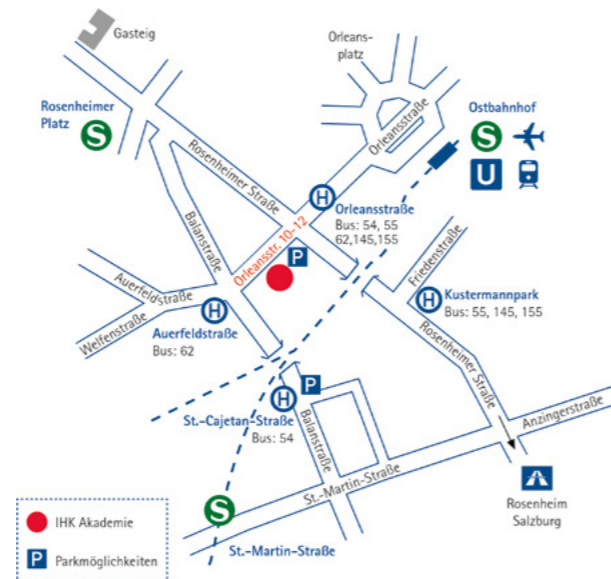 Gasteig
Orleans-
platz
Rosenheimer
Platz
S
Ostbahnhof
S
U
Orleansstraße
Rosenheimer Straße
H
Orleansstraße
Bus: 54, 55
62,145,155
Balanstraße
Orleansstr. 10-12
P
Friedenstraße
Auerfeldstraße
Welfenstraße
H
Auerfeldstraße
Bus: 62
H
Kustermannpark
Bus: 55, 145, 155
Rosenheimer Straße
P
H
St.-Cajetan-Straße
Bus: 54
Balanstraße
Anzingerstraße
St.-Martin-Straße
Rosenheim
Salzburg
S
St.-Martin-Straße
IHK Akademie
P
Parkmöglichkeiten